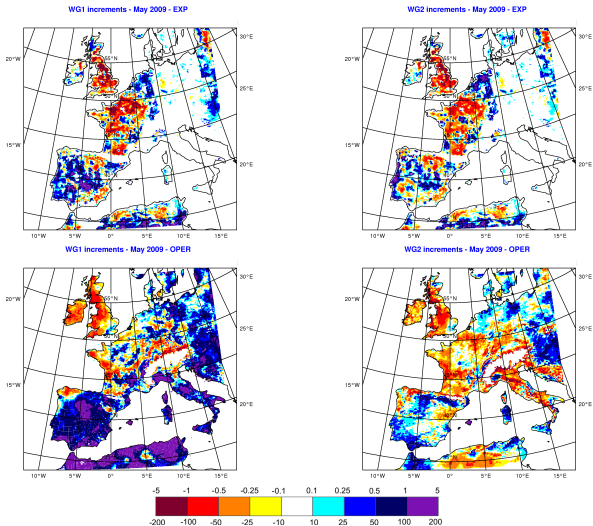 WG1 increments - May 2009 - EXP
WG2 increments - May 2009 - EXP
20°W 55°N 30°E
20°W 55°N 30°E
25°E
25°E
50°N
50°N
15°W 20°E
15°W 20°E
10°W 5°W 0° 5°E 10°E 15°E
10°W 5°W 0° 5°E 10°E 15°E
WG1 increments - May 2009 - OPER
WG2 increments - May 2009 - OPER
20°W 55°N 30°E
20°W 55°N 30°E
25°E
25°E
50°N
50°N
15°W 20°E
15°W 20°E
10°W 5°W 0° 5°E 10°E 15°E
10°W 5°W 0° 5°E 10°E 15°E
-5 -1 -0.5 -0.25 -0.1 0.1 0.25 0.5 1 5
-200 -100 -50 -25 -10 10 25 50 100 200